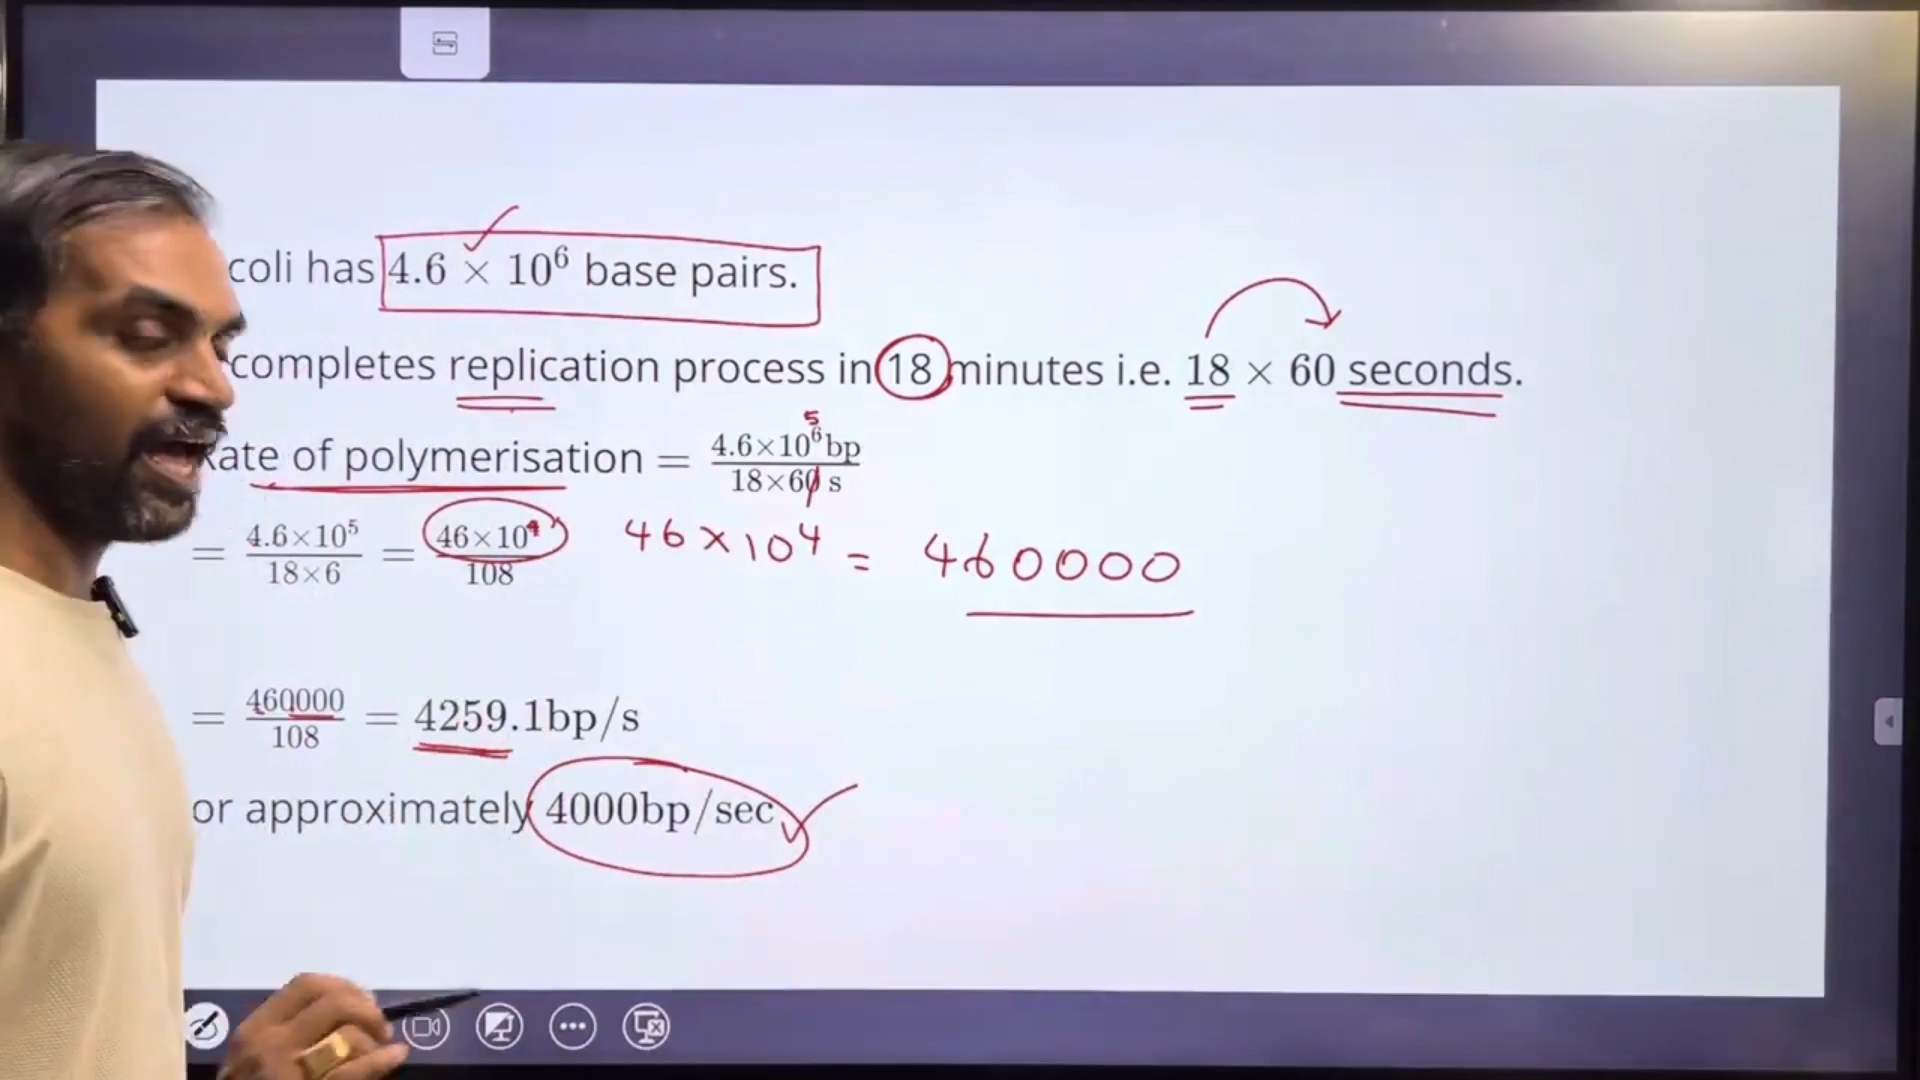 coli has 4.6 × 10⁶ base pairs.
completes replication process in 18 minutes i.e. 18 × 60 seconds.
Rate of polymerisation = 4.6×10⁶bp / 18×60 s
5
= 4.6×10⁵ / 18×6 = 46×10⁴ / 108 46×10⁴ = 460000
= 460000 / 108 = 4259.1bp/s
or approximately 4000bp/sec